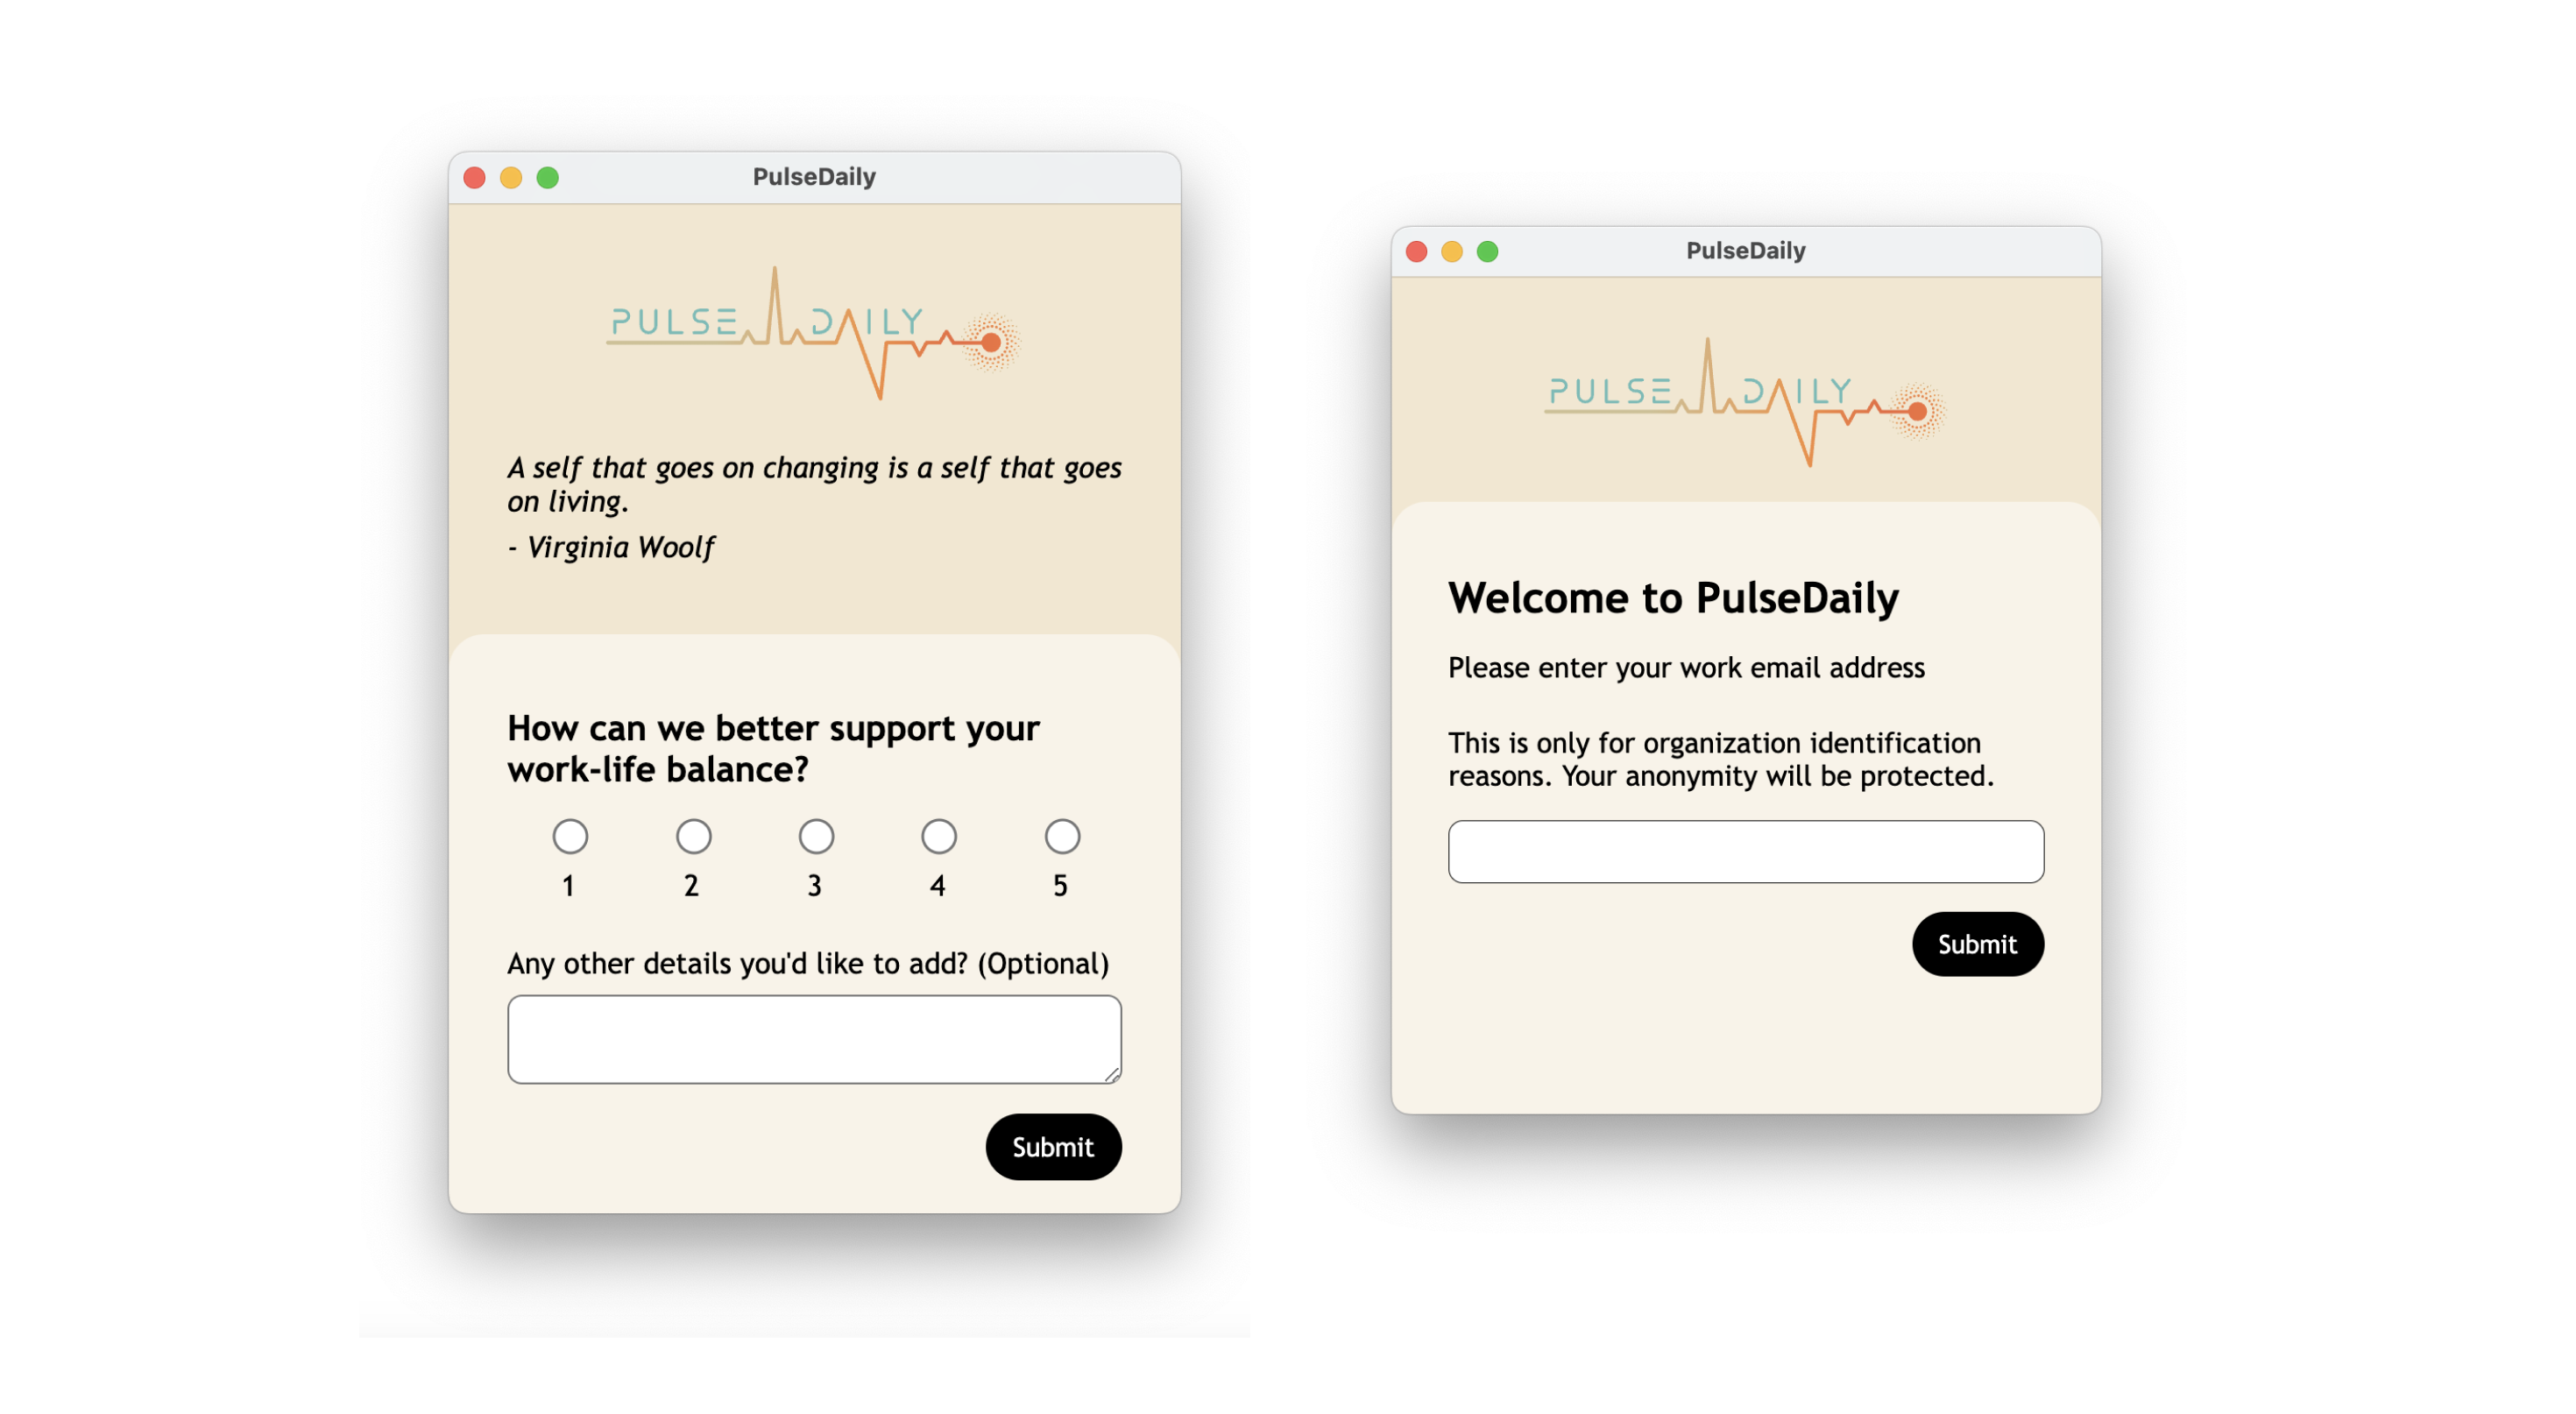 PulseDaily
PULSE DAILY
A self that goes on changing is a self that goes
on living.
- Virginia Woolf
How can we better support your
work-life balance?
1 2 3 4 5
Any other details you'd like to add? (Optional)
Submit
PulseDaily
PULSE DAILY
Welcome to PulseDaily
Please enter your work email address
This is only for organization identification
reasons. Your anonymity will be protected.
Submit